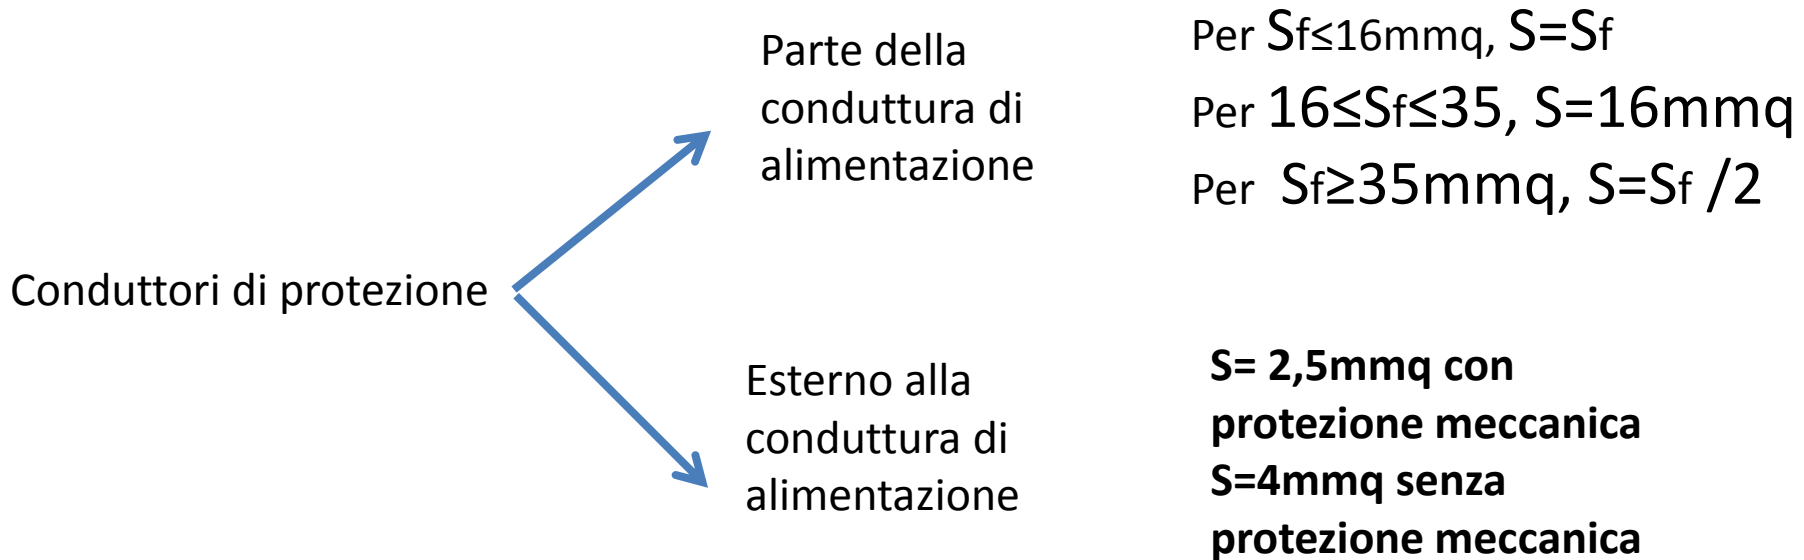 Conduttori di protezione
Parte della
conduttura di
alimentazione
Per Sf≤16mmq, S=Sf
Per 16≤Sf≤35, S=16mmq
Per Sf≥35mmq, S=Sf /2
Esterno alla
conduttura di
alimentazione
S= 2,5mmq con
protezione meccanica
S=4mmq senza
protezione meccanica